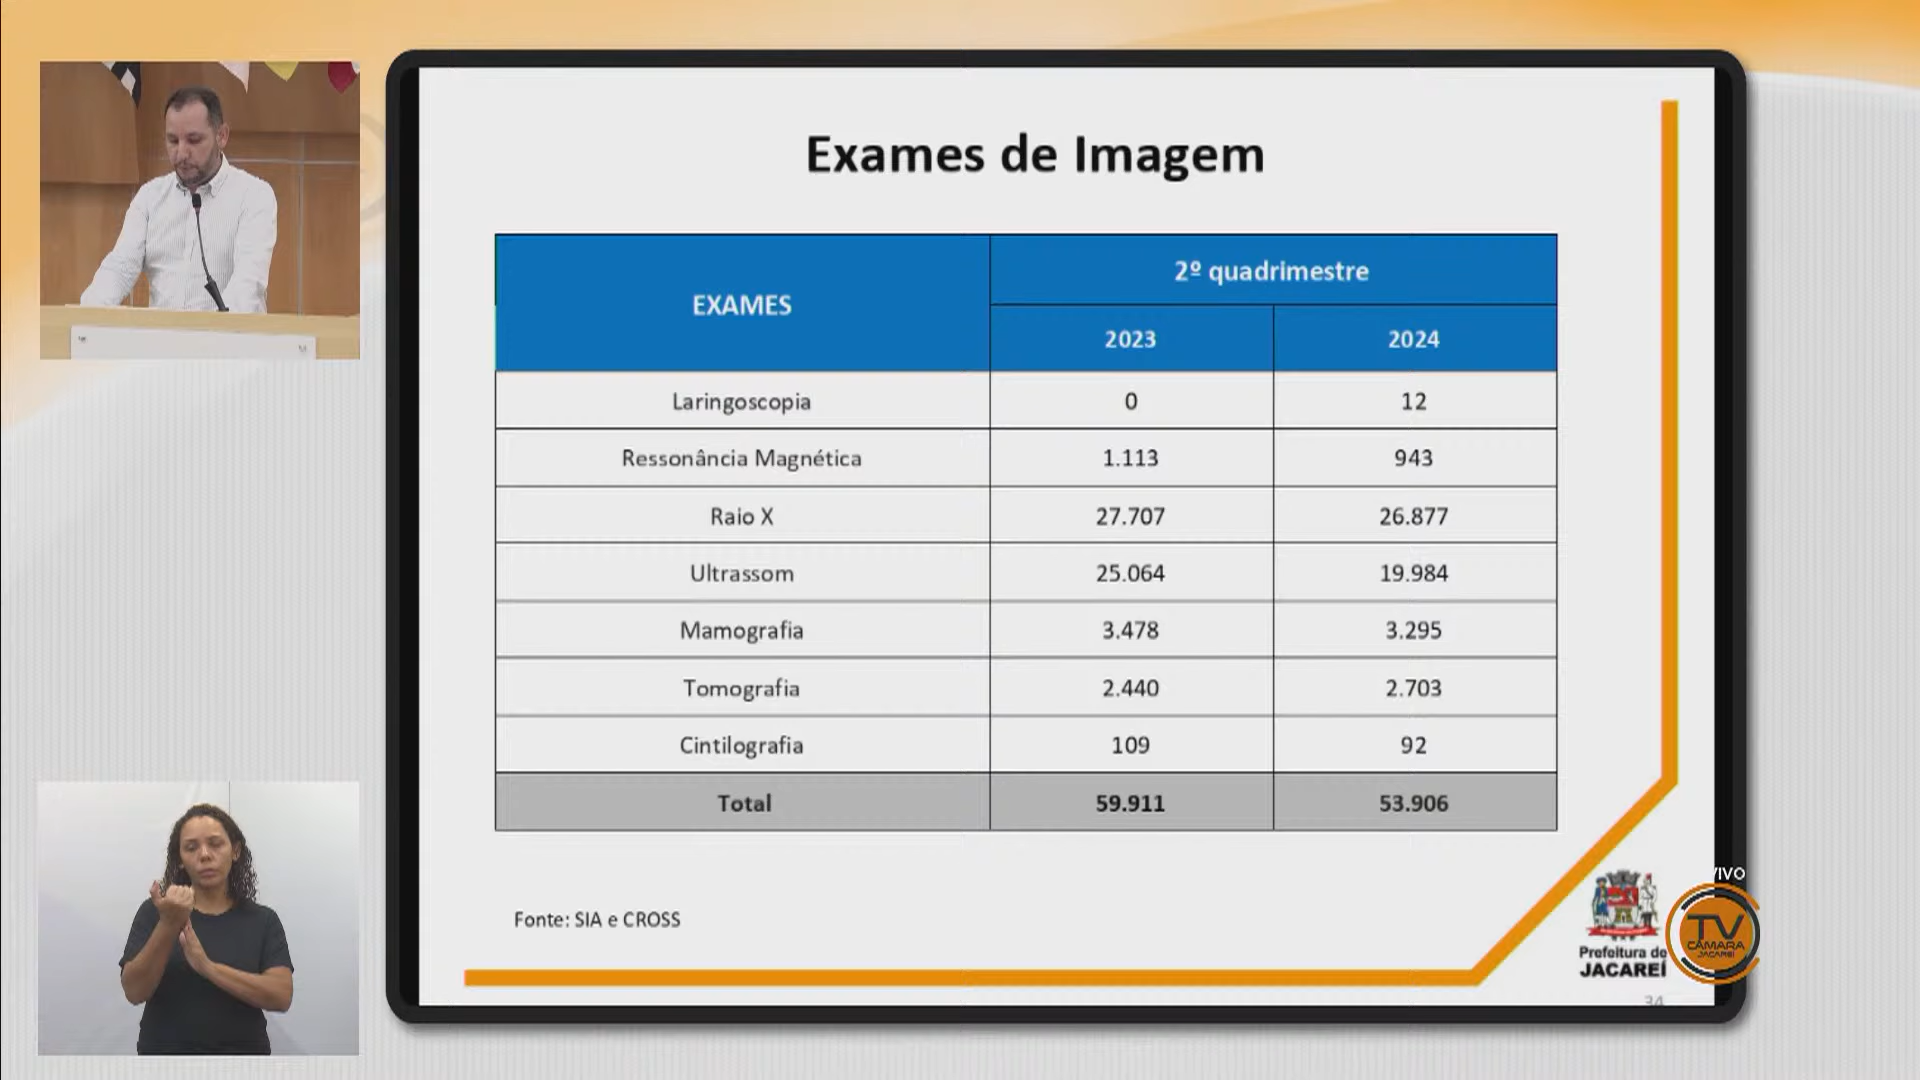 Exames de Imagem
EXAMES
2º quadrimestre
2023 2024
Laringoscopia 0 12
Ressonância Magnética 1.113 943
Raio X 27.707 26.877
Ultrassom 25.064 19.984
Mamografia 3.478 3.295
Tomografia 2.440 2.703
Cintilografia 109 92
Total 59.911 53.906
Fonte: SIA e CROSS
Prefeitura de
JACAREÍ
VIVO
TV
CÂMARA
JACAREÍ
34